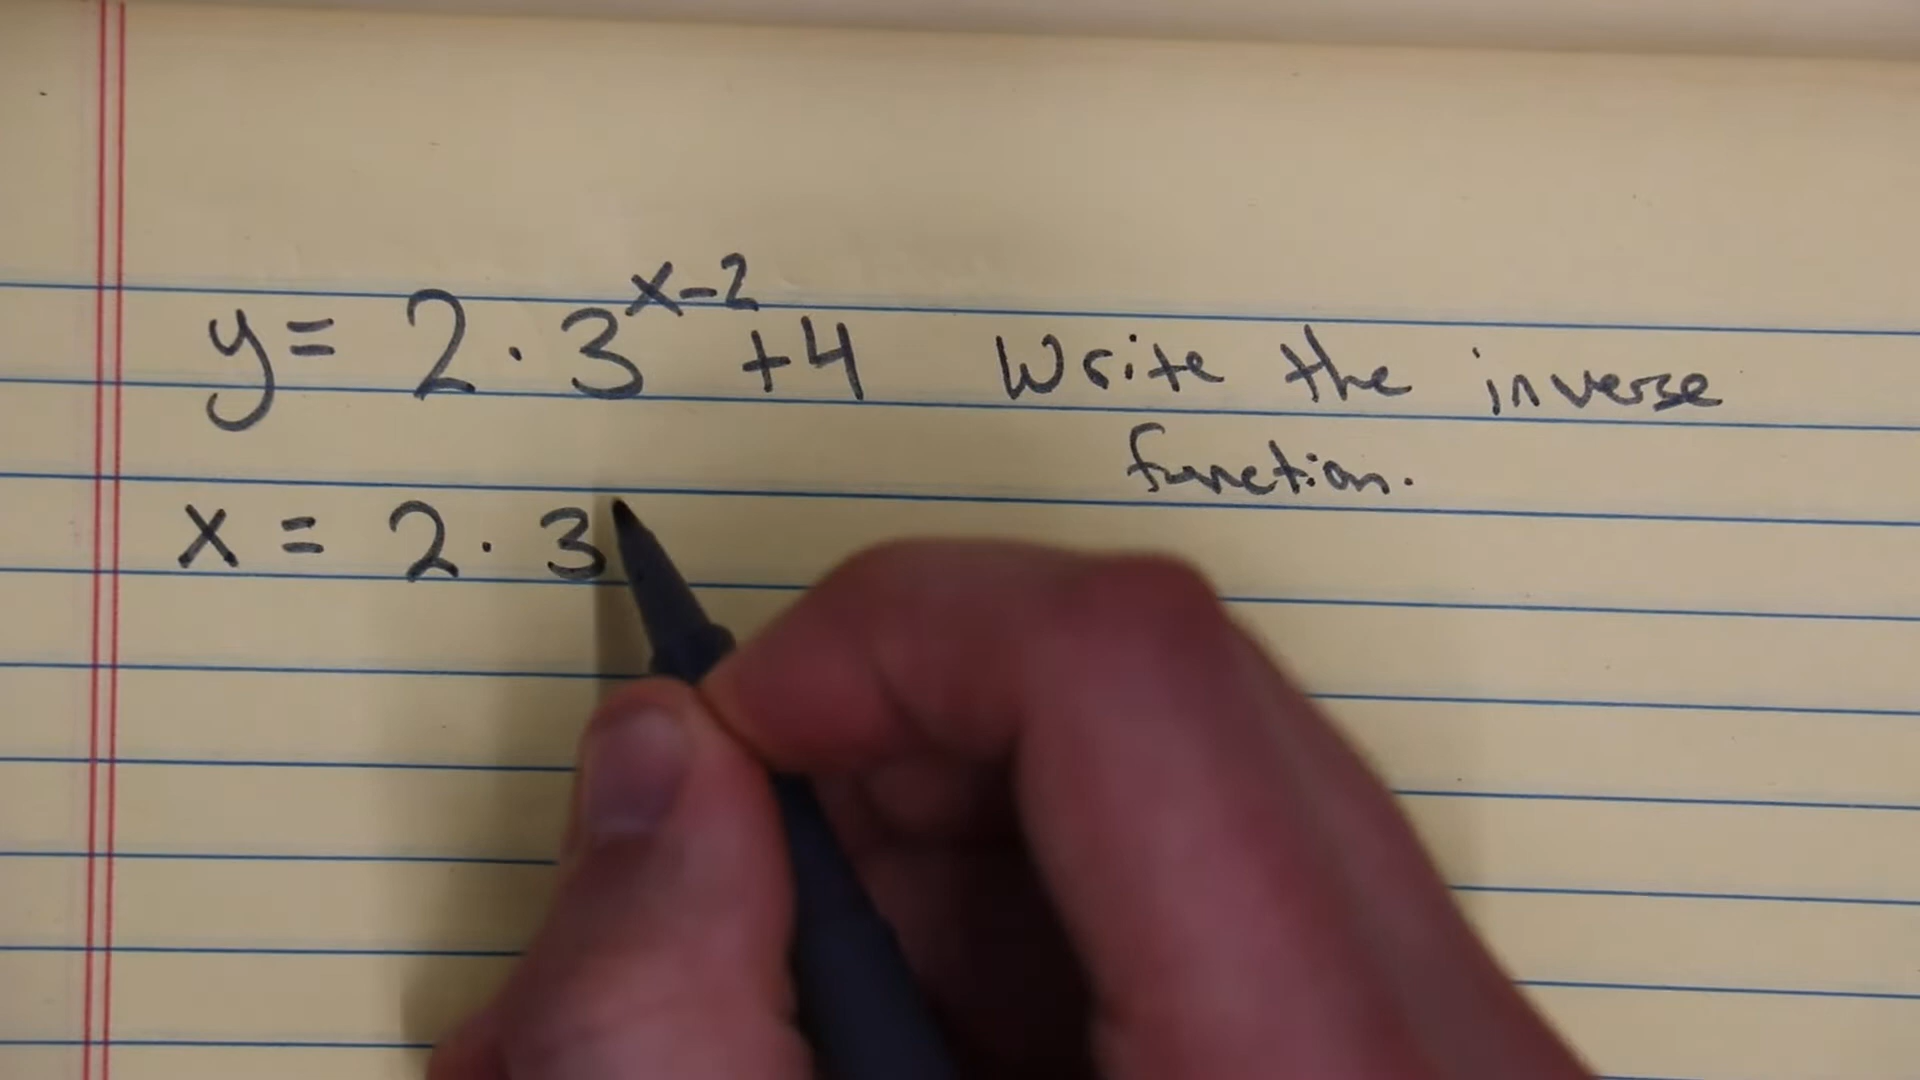 y = 2 · 3^{x-2} + 4 Write the inverse
function.
x = 2 · 3